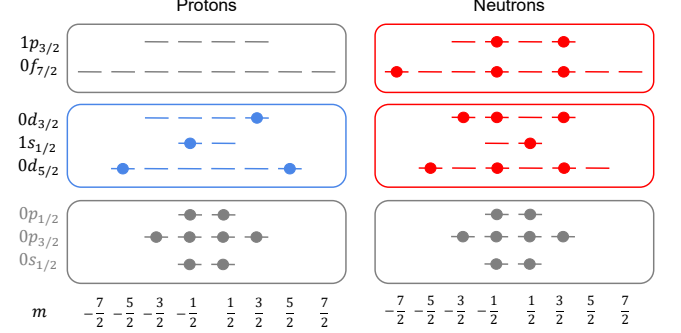 Protons Neutrons
1p3/2
0f7/2
0d3/2
1s1/2
0d5/2
0p1/2
0p3/2
0s1/2
m −7/2 −5/2 −3/2 −1/2 1/2 3/2 5/2 7/2 −7/2 −5/2 −3/2 −1/2 1/2 3/2 5/2 7/2